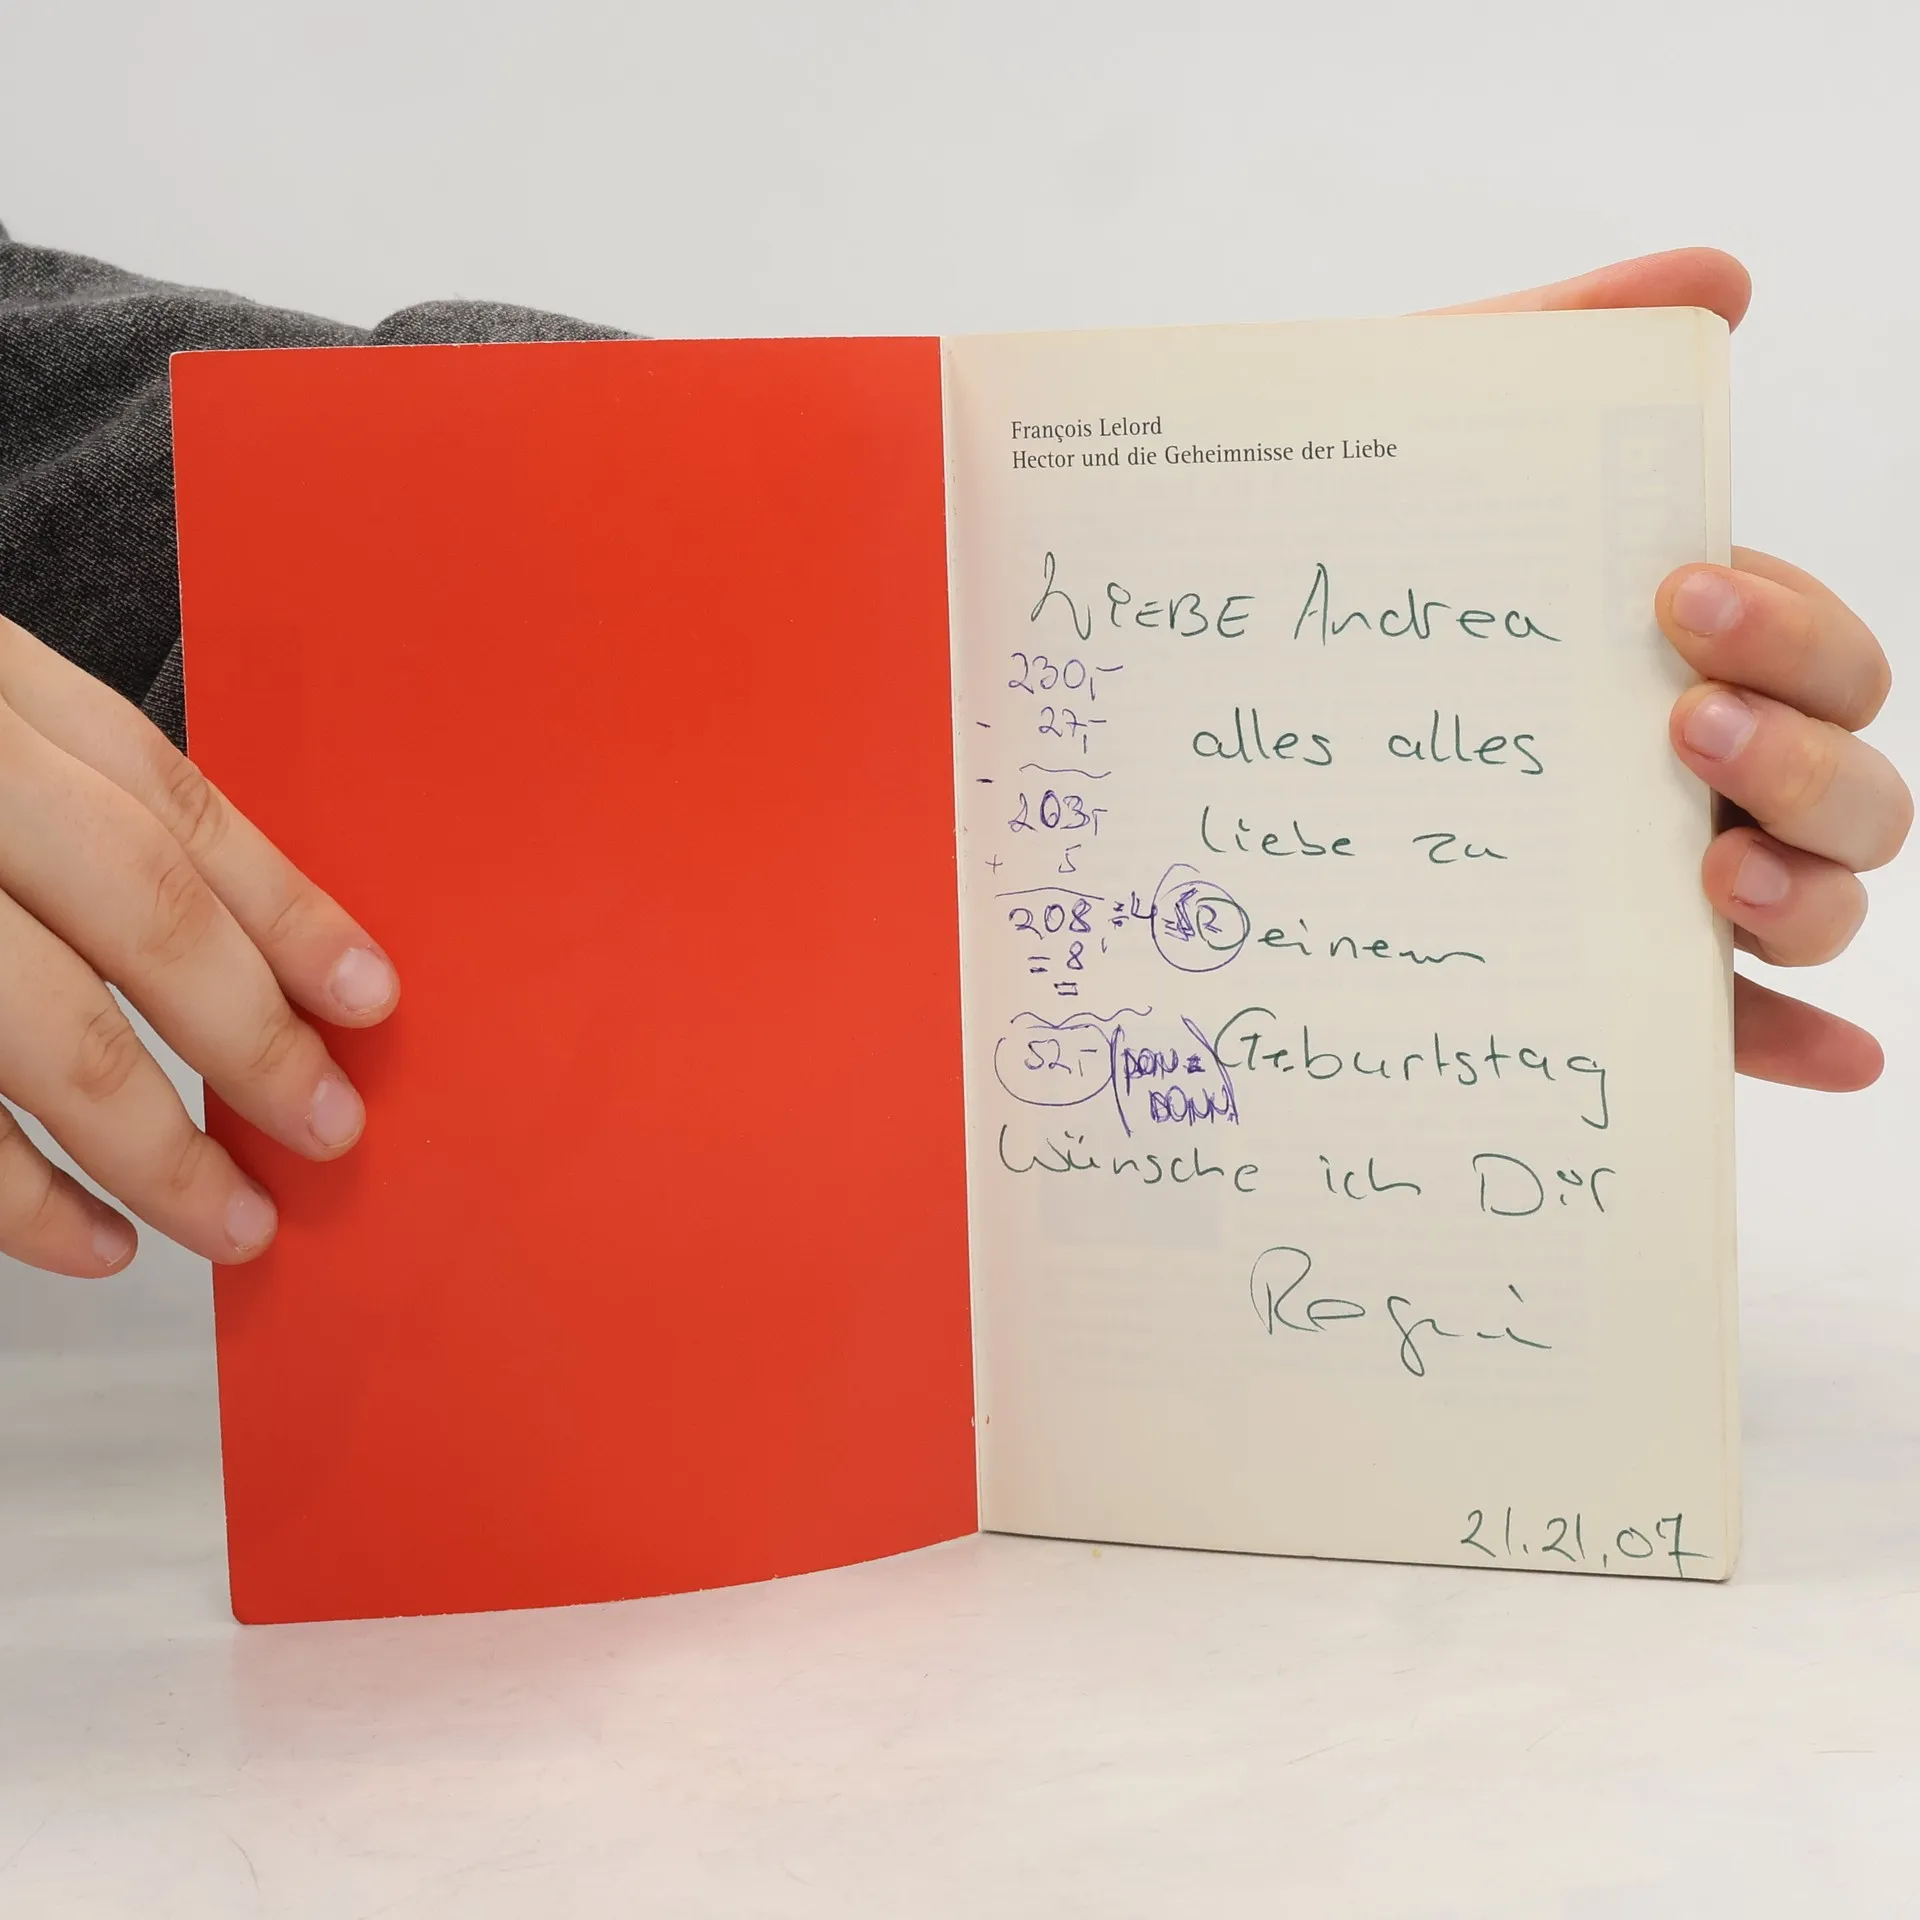 François Lelord
Hector und die Geheimnisse der Liebe
LIEBE Andrea
230,-
- 27,-
alles alles
-
203,-
liebe zu
+ 5
208 : 4 = 52
Deinem
= 8
=
52,-
Geburtstag
Wünsche ich Dir
21.21.07